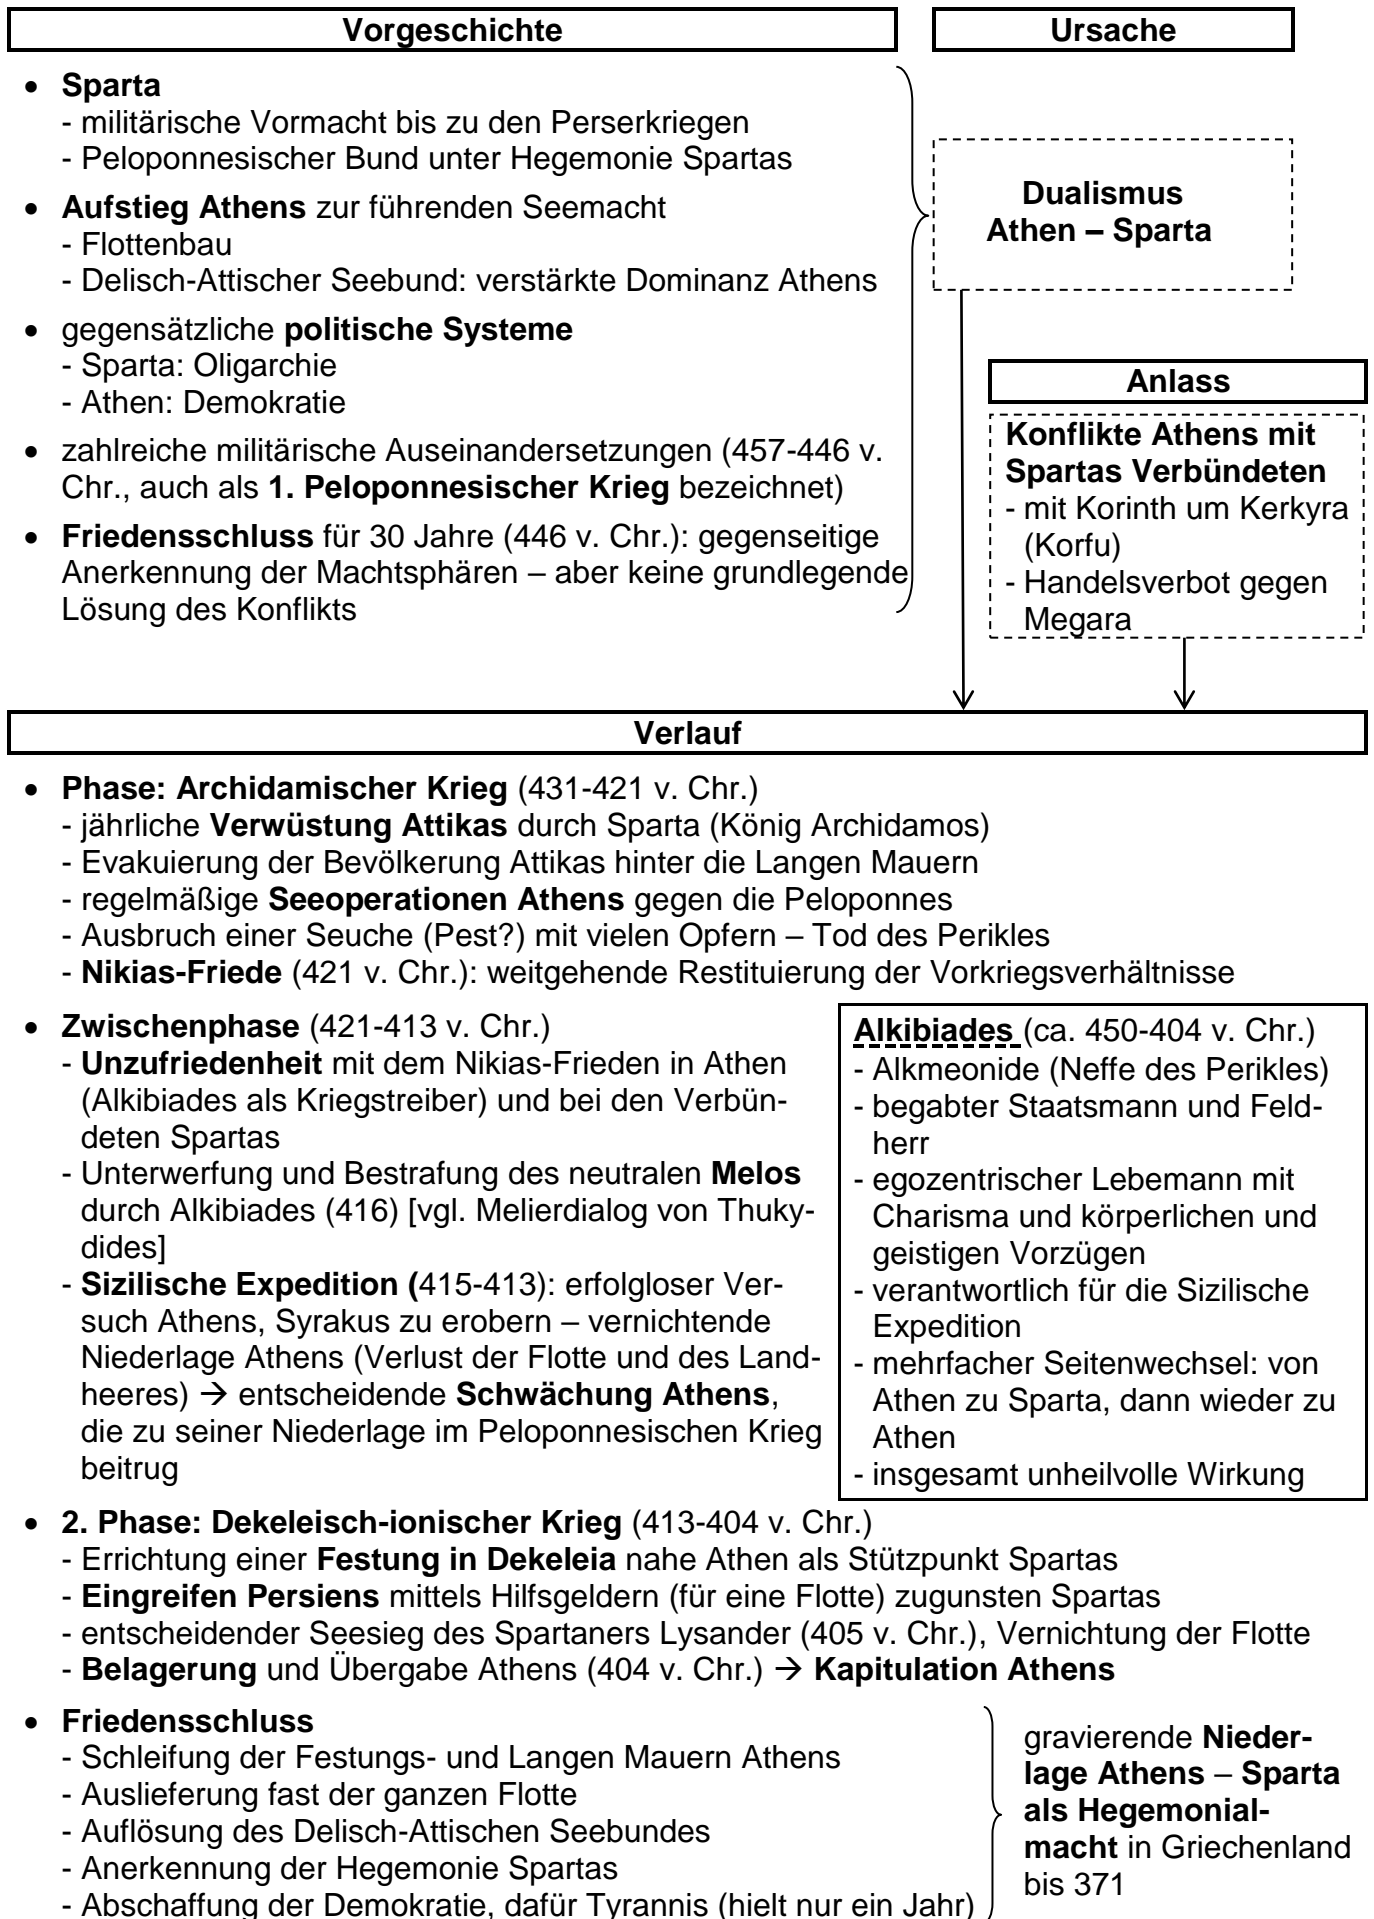 Vorgeschichte
Ursache
• Sparta
- militärische Vormacht bis zu den Perserkriegen
- Peloponnesischer Bund unter Hegemonie Spartas
• Aufstieg Athens zur führenden Seemacht
- Flottenbau
- Delisch-Attischer Seebund: verstärkte Dominanz Athens
• gegensätzliche politische Systeme
- Sparta: Oligarchie
- Athen: Demokratie
• zahlreiche militärische Auseinandersetzungen (457-446 v.
Chr., auch als 1. Peloponnesischer Krieg bezeichnet)
• Friedensschluss für 30 Jahre (446 v. Chr.): gegenseitige
Anerkennung der Machtsphären – aber keine grundlegende
Lösung des Konflikts
Dualismus
Athen – Sparta
Anlass
Konflikte Athens mit
Spartas Verbündeten
- mit Korinth um Kerkyra
(Korfu)
- Handelsverbot gegen
Megara
Verlauf
• Phase: Archidamischer Krieg (431-421 v. Chr.)
- jährliche Verwüstung Attikas durch Sparta (König Archidamos)
- Evakuierung der Bevölkerung Attikas hinter die Langen Mauern
- regelmäßige Seeoperationen Athens gegen die Peloponnes
- Ausbruch einer Seuche (Pest?) mit vielen Opfern – Tod des Perikles
- Nikias-Friede (421 v. Chr.): weitgehende Restituierung der Vorkriegsverhältnisse
• Zwischenphase (421-413 v. Chr.)
- Unzufriedenheit mit dem Nikias-Frieden in Athen
(Alkibiades als Kriegstreiber) und bei den Verbün-
deten Spartas
- Unterwerfung und Bestrafung des neutralen Melos
durch Alkibiades (416) [vgl. Melierdialog von Thuky-
dides]
- Sizilische Expedition (415-413): erfolgloser Ver-
such Athens, Syrakus zu erobern – vernichtende
Niederlage Athens (Verlust der Flotte und des Land-
heeres) → entscheidende Schwächung Athens,
die zu seiner Niederlage im Peloponnesischen Krieg
beitrug
Alkibiades (ca. 450-404 v. Chr.)
- Alkmeonide (Neffe des Perikles)
- begabter Staatsmann und Feld-
herr
- egozentrischer Lebemann mit
Charisma und körperlichen und
geistigen Vorzügen
- verantwortlich für die Sizilische
Expedition
- mehrfacher Seitenwechsel: von
Athen zu Sparta, dann wieder zu
Athen
- insgesamt unheilvolle Wirkung
• 2. Phase: Dekeleisch-ionischer Krieg (413-404 v. Chr.)
- Errichtung einer Festung in Dekeleia nahe Athen als Stützpunkt Spartas
- Eingreifen Persiens mittels Hilfsgeldern (für eine Flotte) zugunsten Spartas
- entscheidender Seesieg des Spartaners Lysander (405 v. Chr.), Vernichtung der Flotte
- Belagerung und Übergabe Athens (404 v. Chr.) → Kapitulation Athens
• Friedensschluss
- Schleifung der Festungs- und Langen Mauern Athens
- Auslieferung fast der ganzen Flotte
- Auflösung des Delisch-Attischen Seebundes
- Anerkennung der Hegemonie Spartas
- Abschaffung der Demokratie, dafür Tyrannis (hielt nur ein Jahr)
gravierende Nieder-
lage Athens – Sparta
als Hegemonial-
macht in Griechenland
bis 371